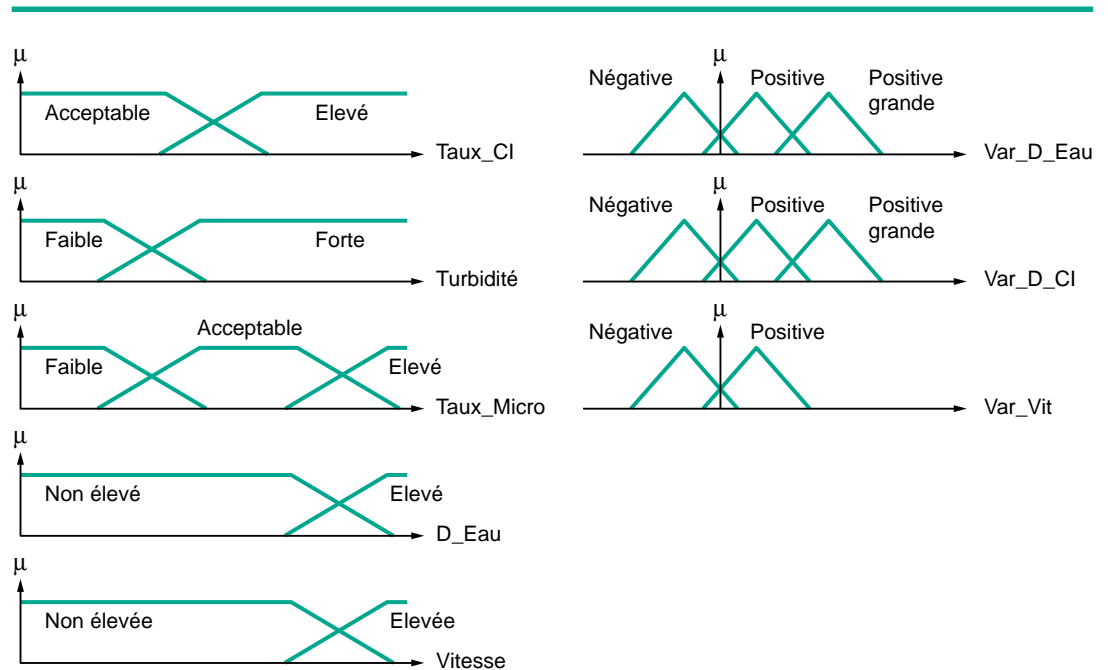 μ
Acceptable
Elevé
Taux_Cl
μ
Faible
Forte
Turbidité
μ
Faible
Acceptable
Elevé
Taux_Micro
μ
Non élevé
Elevé
D_Eau
μ
Non élevée
Elevée
Vitesse
μ
Négative
Positive
Positive
grande
Var_D_Eau
μ
Négative
Positive
Positive
grande
Var_D_Cl
μ
Négative
Positive
Var_Vit